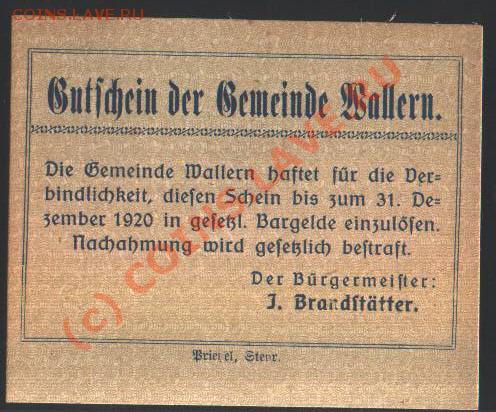 COINS.LAVE.RU
Gutschein der Gemeinde Wallern.
Die Gemeinde Wallern haftet für die Ver=
bindlichkeit, diesen Schein bis zum 31. De=
zember 1920 in gesetzl. Bargelde einzulösen.
Nachahmung wird gesetzlich bestraft.
Der Bürgermeister:
J. Brandstätter.
Steyr.
(c) COINS.LAVE.RU